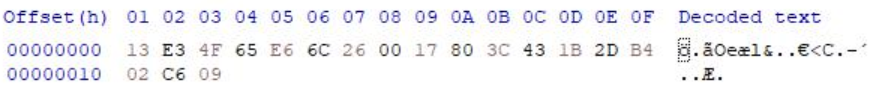 Offset(h) 01 02 03 04 05 06 07 08 09 0A 0B 0C 0D 0E 0F Decoded text
00000000 13 E3 4F 65 E6 6C 26 00 17 80 3C 43 1B 2D B4 .ãOeæl&..€<C.-´
00000010 02 C6 09 ..Æ.